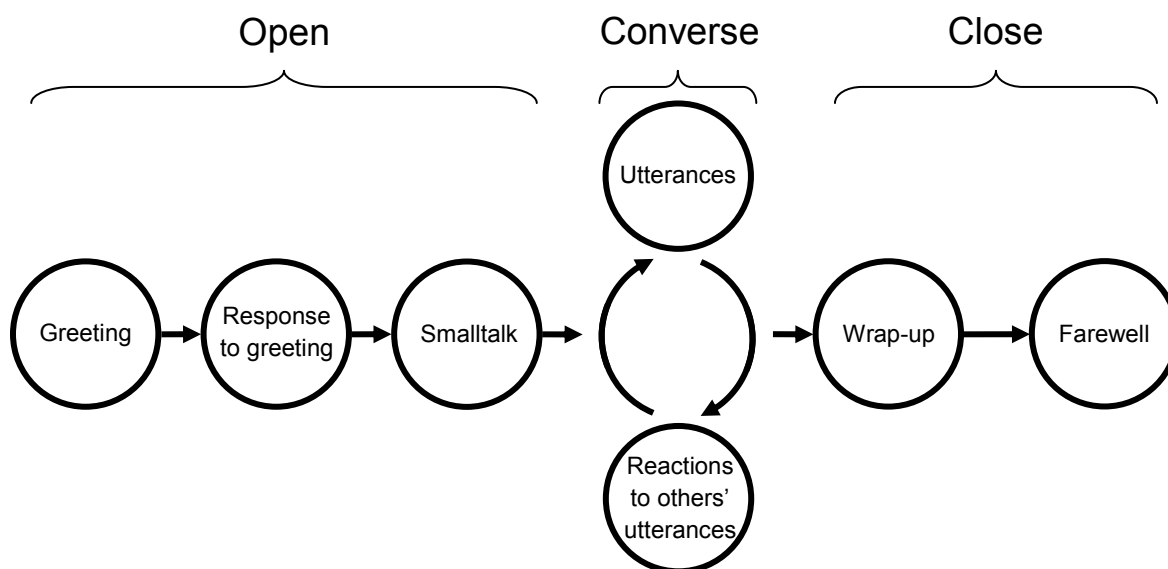 Open
Converse
Close
Utterances
Greeting
Response
to greeting
Smalltalk
Wrap-up
Farewell
Reactions
to others’
utterances